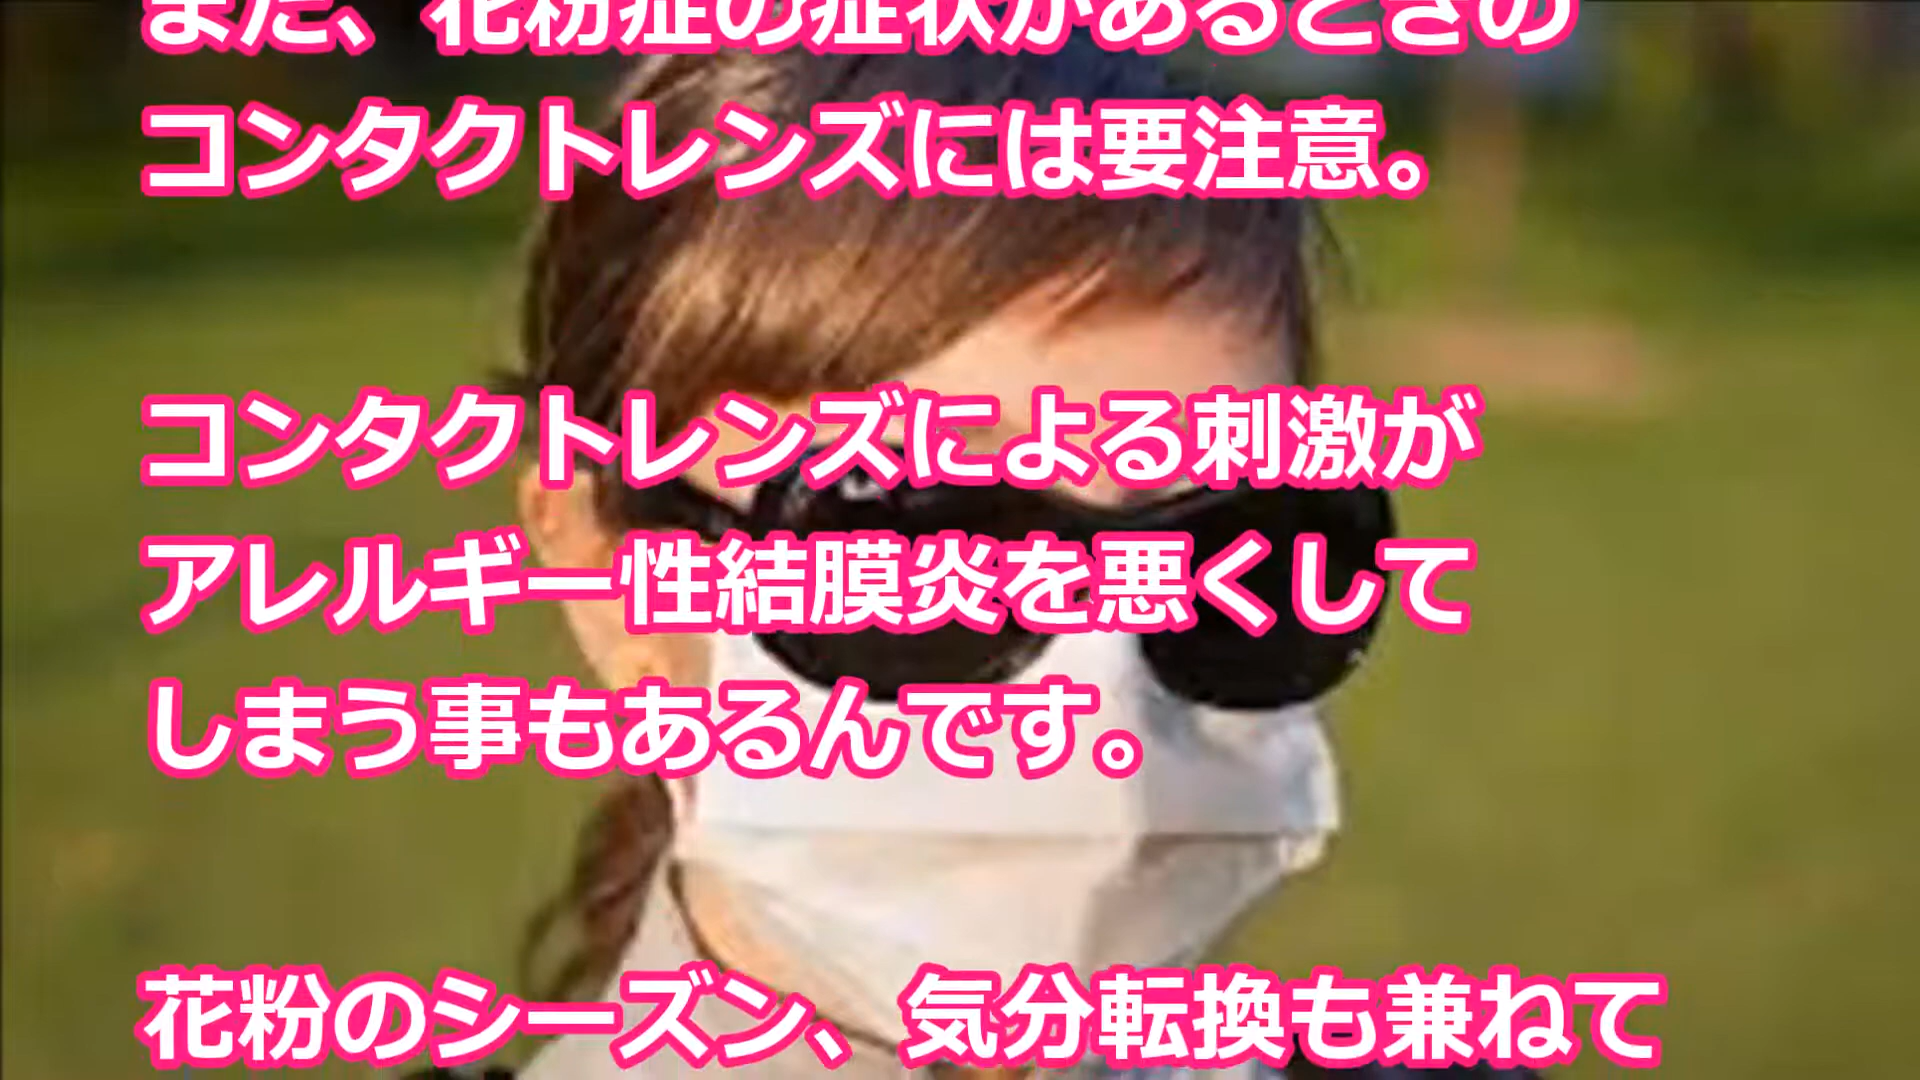 また、花粉症の症状があるときの
コンタクトレンズには要注意。
コンタクトレンズによる刺激が
アレルギー性結膜炎を悪くして
しまう事もあるんです。
花粉のシーズン、気分転換も兼ねて